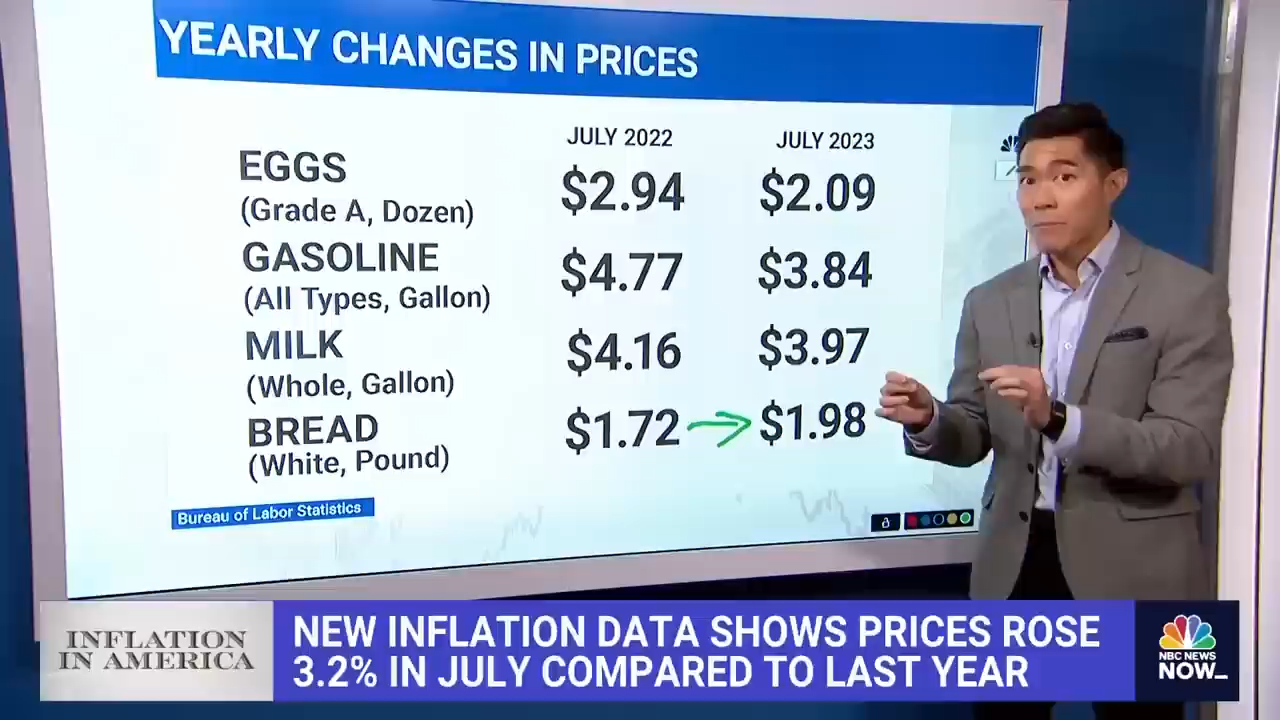 YEARLY CHANGES IN PRICES
JULY 2022 JULY 2023
EGGS $2.94 $2.09
(Grade A, Dozen)
GASOLINE $4.77 $3.84
(All Types, Gallon)
MILK $4.16 $3.97
(Whole, Gallon)
BREAD $1.72 $1.98
(White, Pound)
Bureau of Labor Statistics
INFLATION
IN AMERICA
NEW INFLATION DATA SHOWS PRICES ROSE
3.2% IN JULY COMPARED TO LAST YEAR
NBC NEWS
NOW_